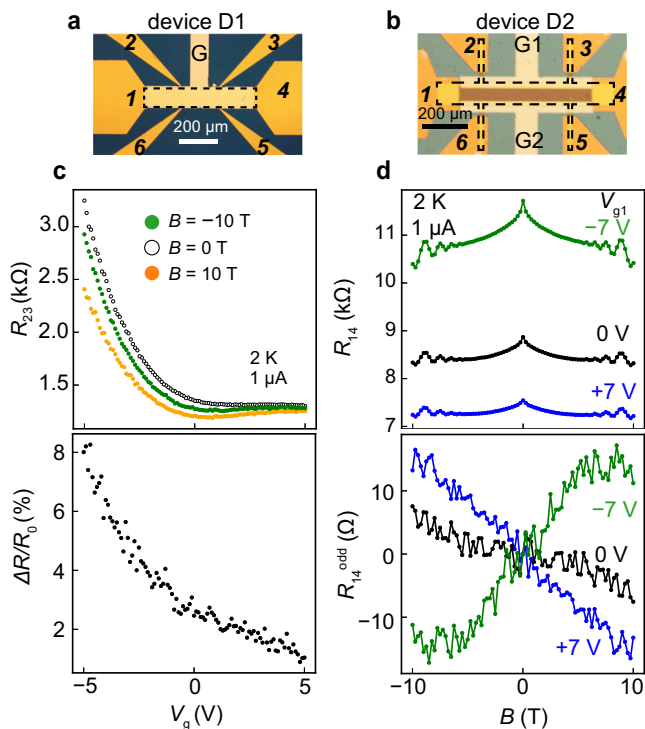 a
device D1
2
G
3
1
4
200 μm
6
5
b
device D2
2
G1
3
1
4
200 μm
6
G2
5
c
3.0
2.5
2.0
1.5
R23 (kΩ)
B = −10 T
B = 0 T
B = 10 T
2 K
1 μA
8
6
4
2
ΔR/R0 (%)
−5
0
5
Vg (V)
d
11
10
9
8
7
R14 (kΩ)
2 K
1 μA
Vg1
−7 V
0 V
+7 V
10
0
−10
R14odd (Ω)
−7 V
0 V
+7 V
−10
0
10
B (T)